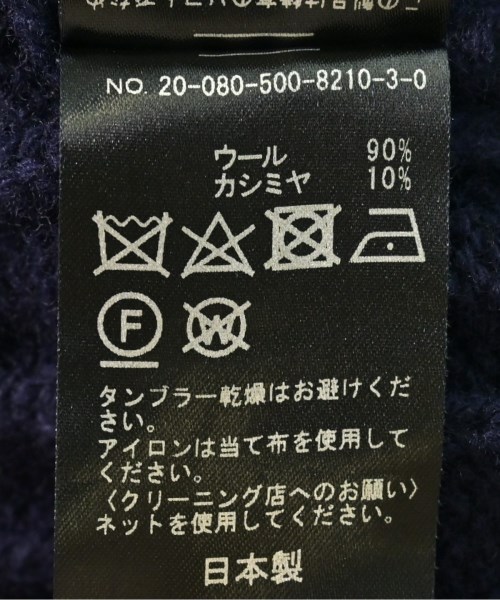 NO. 20-080-500-8210-3-0
ウール 90%
カシミヤ 10%
F
W
タンブラー乾燥はお避けくだ
さい。
アイロンは当て布を使用して
ください。
〈クリーニング店へのお願い〉
ネットを使用してください。
日本製